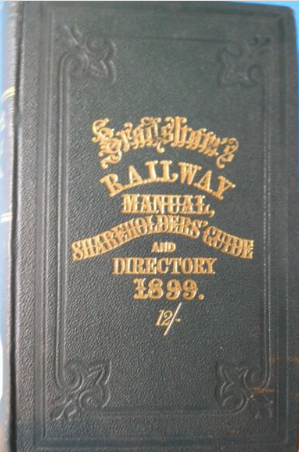 Bradshaw's
RAILWAY
MANUAL,
SHAREHOLDERS' GUIDE
AND
DIRECTORY
1899.
12/-